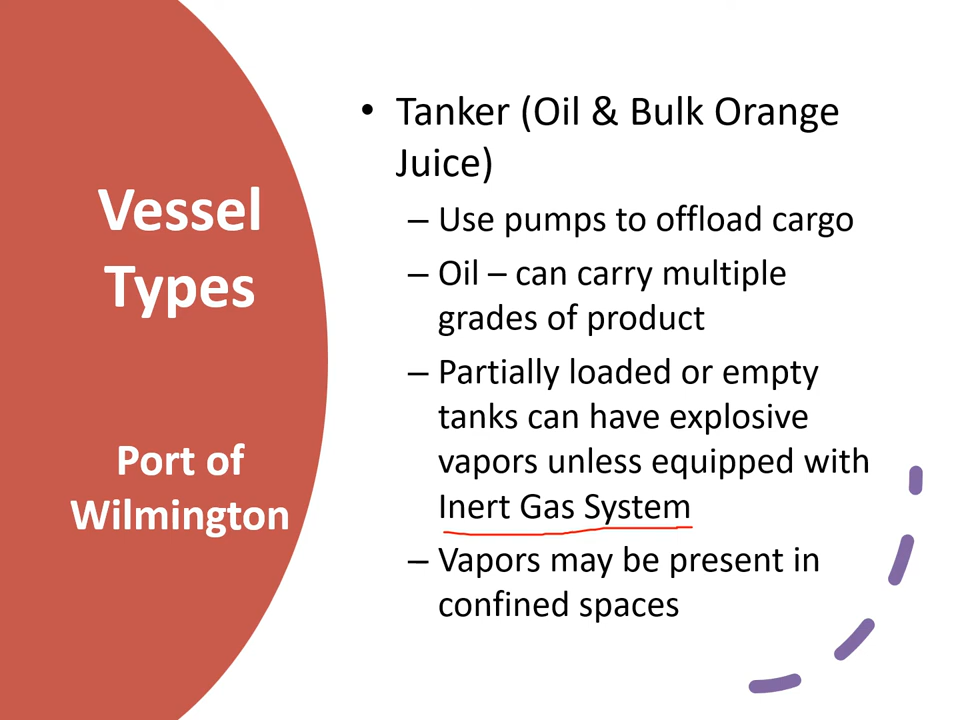 Vessel
Types
Port of
Wilmington
• Tanker (Oil & Bulk Orange
Juice)
– Use pumps to offload cargo
– Oil – can carry multiple
grades of product
– Partially loaded or empty
tanks can have explosive
vapors unless equipped with
Inert Gas System
– Vapors may be present in
confined spaces